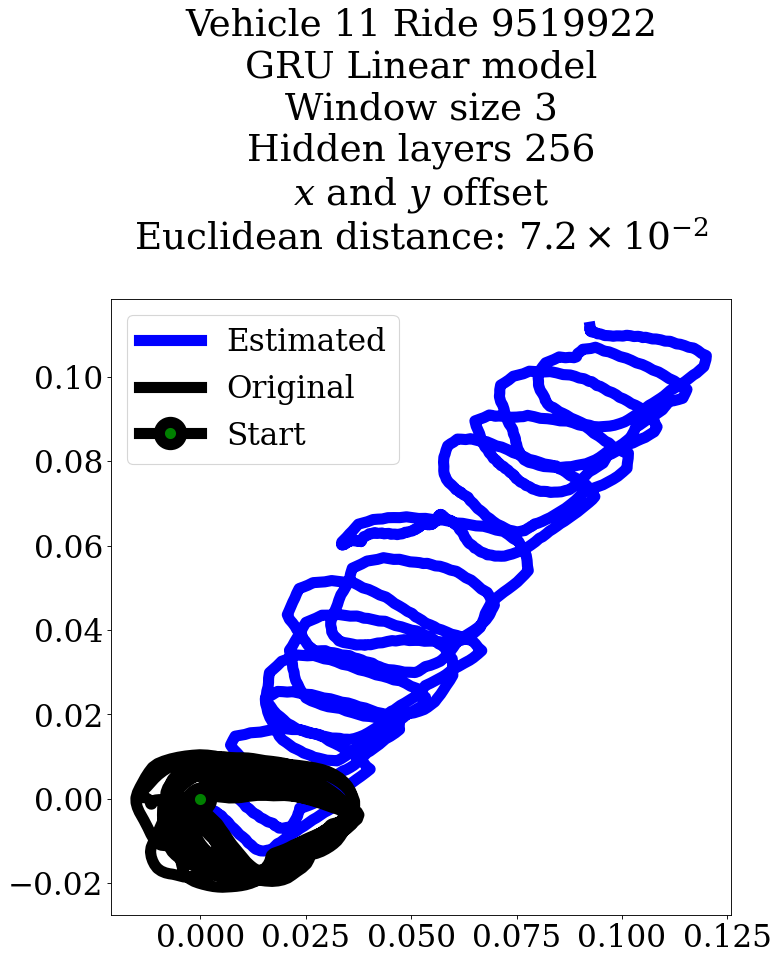 Vehicle 11 Ride 9519922
GRU Linear model
Window size 3
Hidden layers 256
x and y offset
Euclidean distance: 7.2 × 10⁻²
Estimated
Original
Start
0.10
0.08
0.06
0.04
0.02
0.00
−0.02
0.000 0.025 0.050 0.075 0.100 0.125